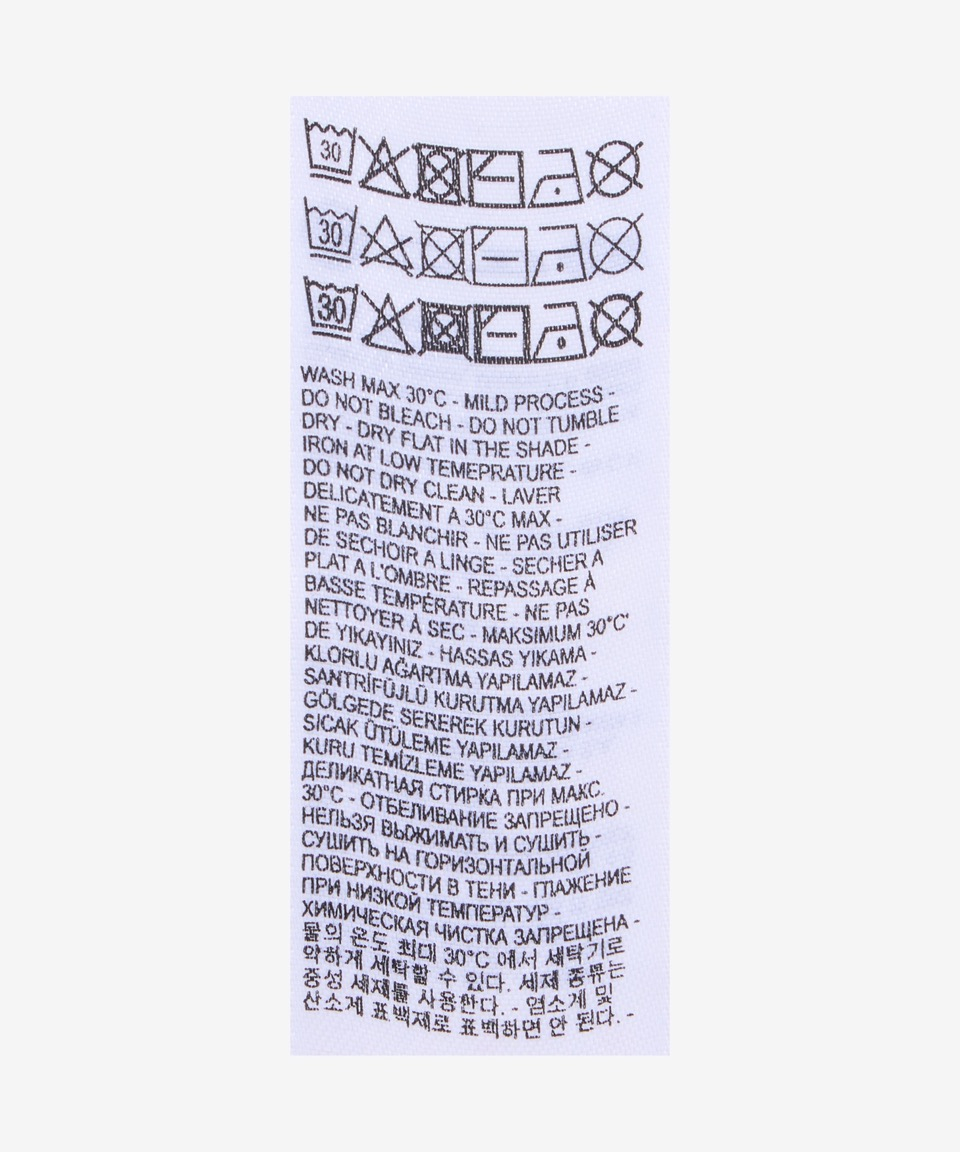 30
30
30
WASH MAX 30°C - MILD PROCESS -
DO NOT BLEACH - DO NOT TUMBLE
DRY - DRY FLAT IN THE SHADE -
IRON AT LOW TEMEPRATURE -
DO NOT DRY CLEAN - LAVER
DELICATEMENT A 30°C MAX -
NE PAS BLANCHIR - NE PAS UTILISER
DE SECHOIR A LINGE - SECHER A
PLAT A L'OMBRE - REPASSAGE À
BASSE TEMPÉRATURE - NE PAS
NETTOYER À SEC - MAKSIMUM 30°C'
DE YIKAYINIZ - HASSAS YIKAMA -
KLORLU AĞARTMA YAPILAMAZ -
SANTRİFÜJLÜ KURUTMA YAPILAMAZ -
GÖLGEDE SEREREK KURUTUN -
SICAK ÜTÜLEME YAPILAMAZ -
KURU TEMİZLEME YAPILAMAZ -
ДЕЛИКАТНАЯ СТИРКА ПРИ МАКС.
30°C - ОТБЕЛИВАНИЕ ЗАПРЕЩЕНО -
НЕЛЬЗЯ ВЫЖИМАТЬ И СУШИТЬ -
СУШИТЬ НА ГОРИЗОНТАЛЬНОЙ
ПОВЕРХНОСТИ В ТЕНИ - ГЛАЖЕНИЕ
ПРИ НИЗКОЙ ТЕМПЕРАТУР -
ХИМИЧЕСКАЯ ЧИСТКА ЗАПРЕЩЕНА -
물의 온도 최대 30°C 에서 세탁기로
약하게 세탁할 수 있다. 세제 종류는
중성 세제를 사용한다. - 염소계 및
산소계 표백제로 표백하면 안 된다. -